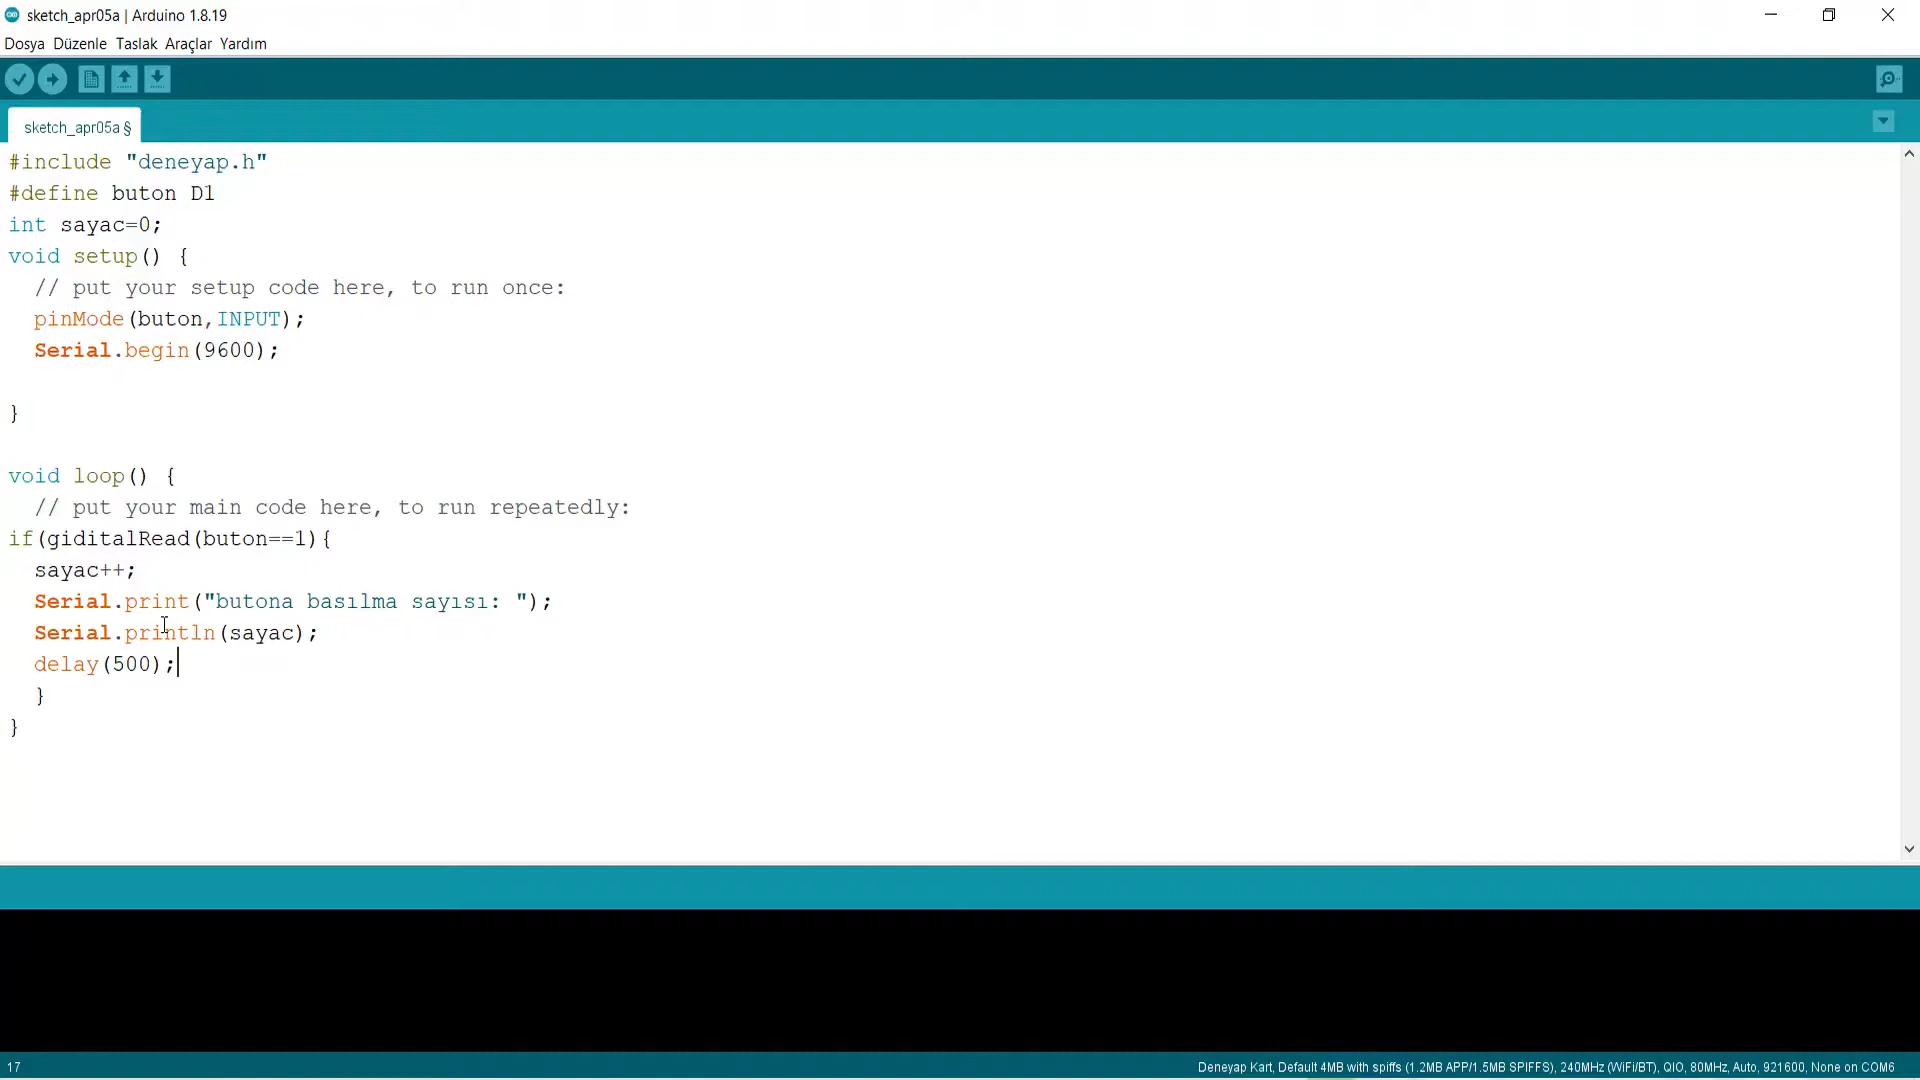 sketch_apr05a | Arduino 1.8.19
Dosya Düzenle Taslak Araçlar Yardım
sketch_apr05a §
#include "deneyap.h"
#define buton D1
int sayac=0;
void setup() {
// put your setup code here, to run once:
pinMode(buton,INPUT);
Serial.begin(9600);
}
void loop() {
// put your main code here, to run repeatedly:
if(giditalRead(buton==1){
sayac++;
Serial.print("butona basılma sayısı: ");
Serial.println(sayac);
delay(500);
}
}
17
Deneyap Kart, Default 4MB with spiffs (1.2MB APP/1.5MB SPIFFS), 240MHz (WiFi/BT), QIO, 80MHz, Auto, 921600, None on COM6